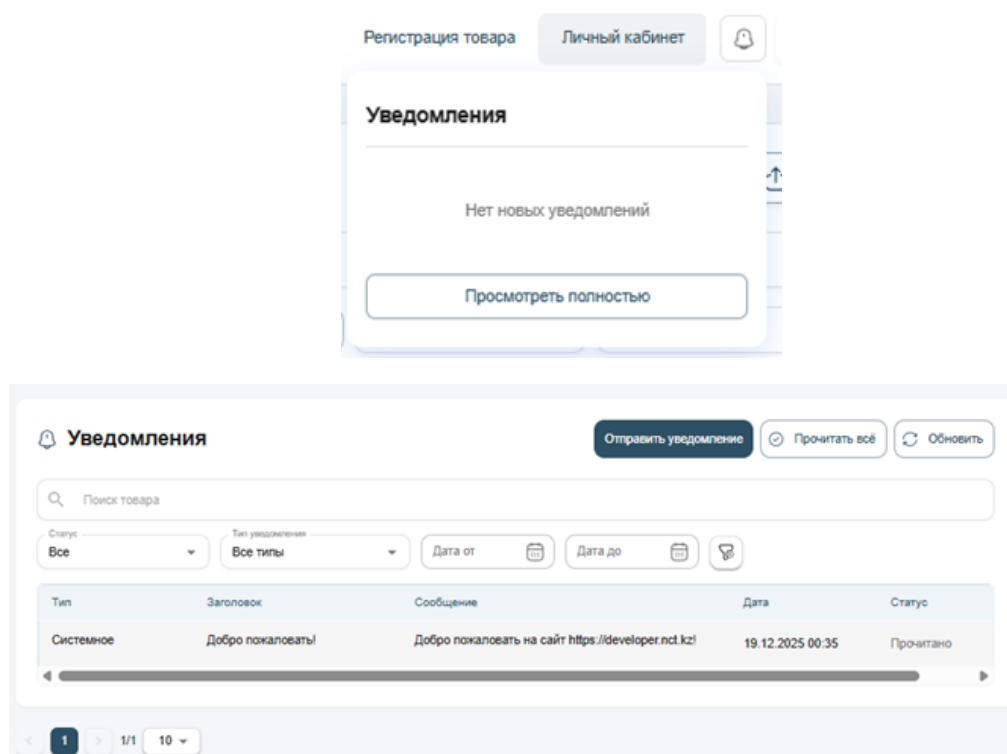 Регистрация товара Личный кабинет
Уведомления
Нет новых уведомлений
Просмотреть полностью
Уведомления Отправить уведомление Прочитать всё Обновить
Поиск товара
Статус Тип уведомления
Все Все типы Дата от Дата до
Тип Заголовок Сообщение Дата Статус
Системное Добро пожаловать! Добро пожаловать на сайт https://developer.nct.kz! 19.12.2025 00:35 Прочитано
1 1/1 10